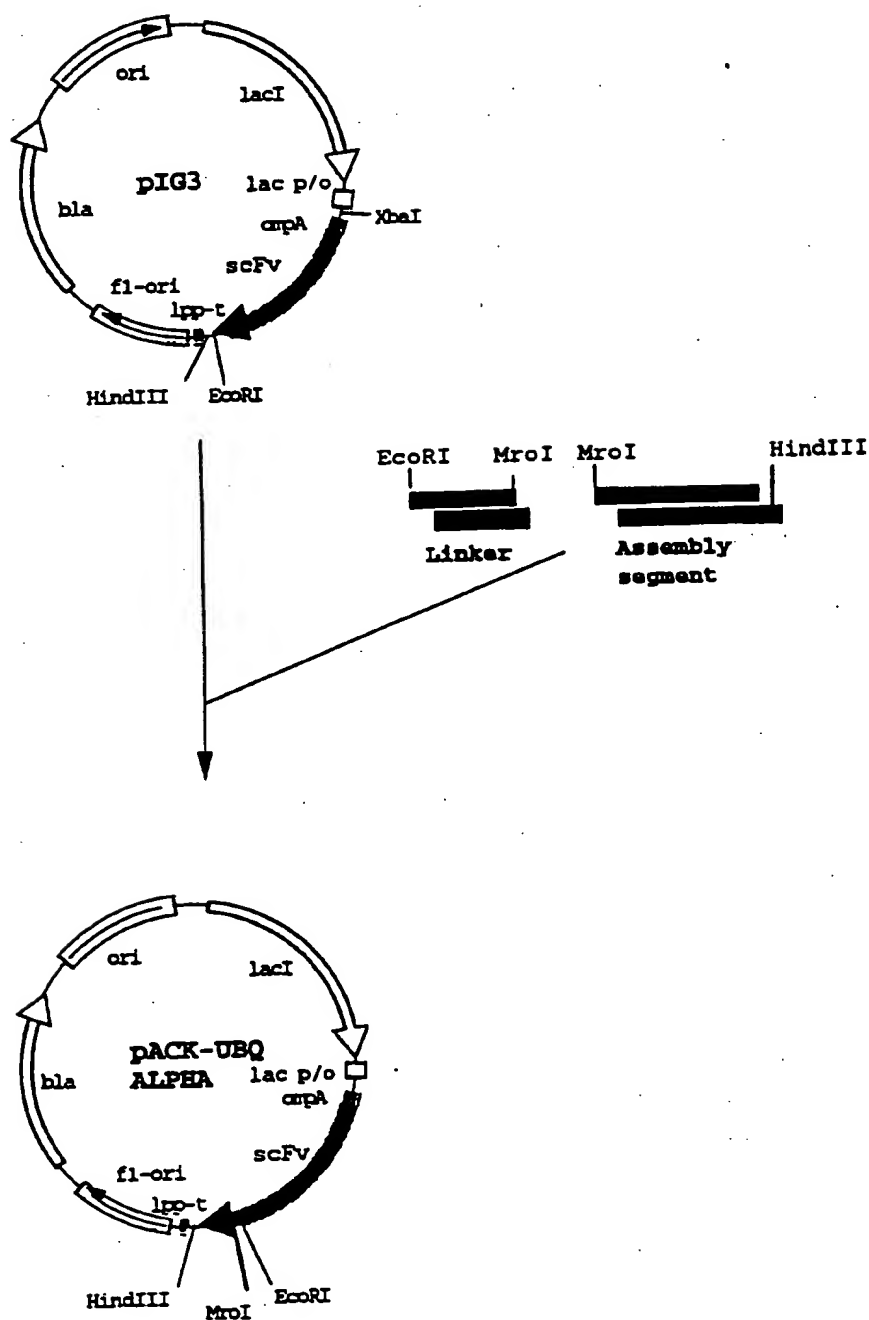 ori
lacI
pIG3
lac p/o
bla
ompA
XbaI
scFv
f1-ori
lpp-t
HindIII
EcoRI
EcoRI
MroI
MroI
HindIII
Linker
Assembly
segment
ori
lacI
pACK-UBQ
ALPHA
lac p/o
bla
ompA
scFv
f1-ori
lpp-t
HindIII
MroI
EcoRI